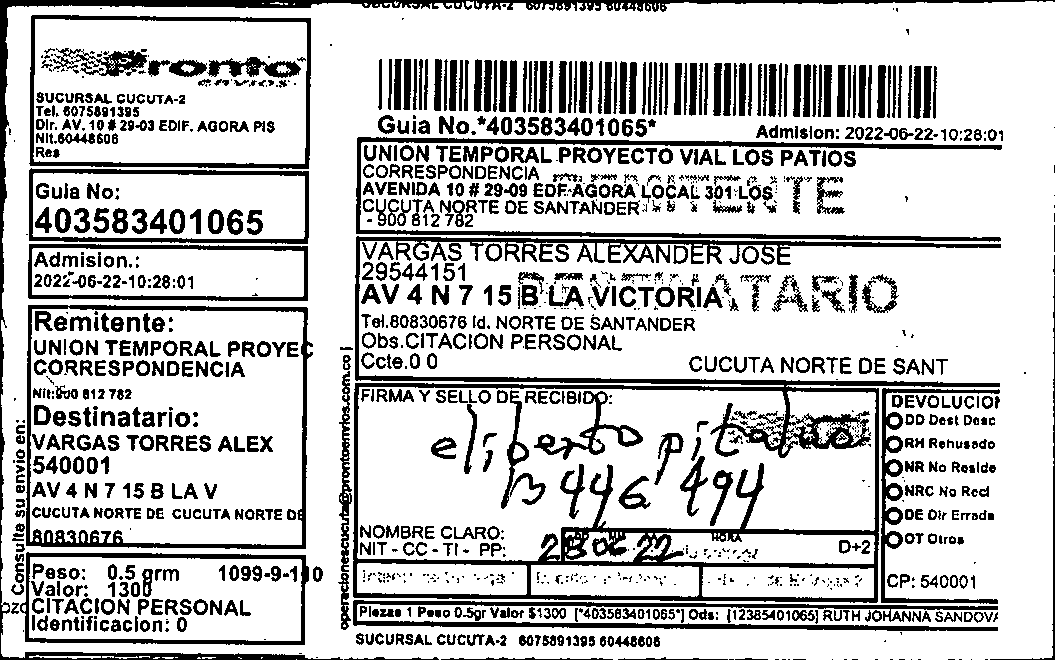 SUCURSAL CUCUTA-2 6075891395 60448606
Pronto
envios
SUCURSAL CUCUTA-2
Tel. 6075891395
Dir. AV. 10 # 29-03 EDIF. AGORA PIS
Nit.60448606
Res
Guia No:
403583401065
Admision.:
2022-06-22-10:28:01
Remitente:
UNION TEMPORAL PROYEC
CORRESPONDENCIA
Nit:900 812 782
Destinatario:
VARGAS TORRES ALEX
540001
AV 4 N 7 15 B LA V
CUCUTA NORTE DE CUCUTA NORTE DE
80830676
Peso: 0.5 grm 1099-9-110
Valor: 1300
CITACION PERSONAL
Identificacion: 0
Consulte su envio en:
operacionescucuta@prontoenvios.com.co
Guia No.*403583401065*
Admision: 2022-06-22-10:28:01
UNION TEMPORAL PROYECTO VIAL LOS PATIOS
CORRESPONDENCIA
AVENIDA 10 # 29-09 EDF AGORA LOCAL 301 LOS
CUCUTA NORTE DE SANTANDER
- 900 812 782
REMITENTE
VARGAS TORRES ALEXANDER JOSE
29544151
AV 4 N 7 15 B LA VICTORIA
DESTINATARIO
Tel.80830676 Id. NORTE DE SANTANDER
Obs.CITACION PERSONAL
Ccte.0 0
CUCUTA NORTE DE SANT
FIRMA Y SELLO DE RECIBIDO:
eliberto
13446 494
NOMBRE CLARO:
NIT - CC - TI - PP:
28 06 22
HORA
D+2
DEVOLUCION
DD Dest Desc
RH Rehusado
NR No Reside
NRC No Recl
DE Dir Errada
OT Otros
CP: 540001
Piezas 1 Peso 0.5gr Valor $1300 [*403583401065*] Ods: [12385401065] RUTH JOHANNA SANDOVA
SUCURSAL CUCUTA-2 6075891395 60448606